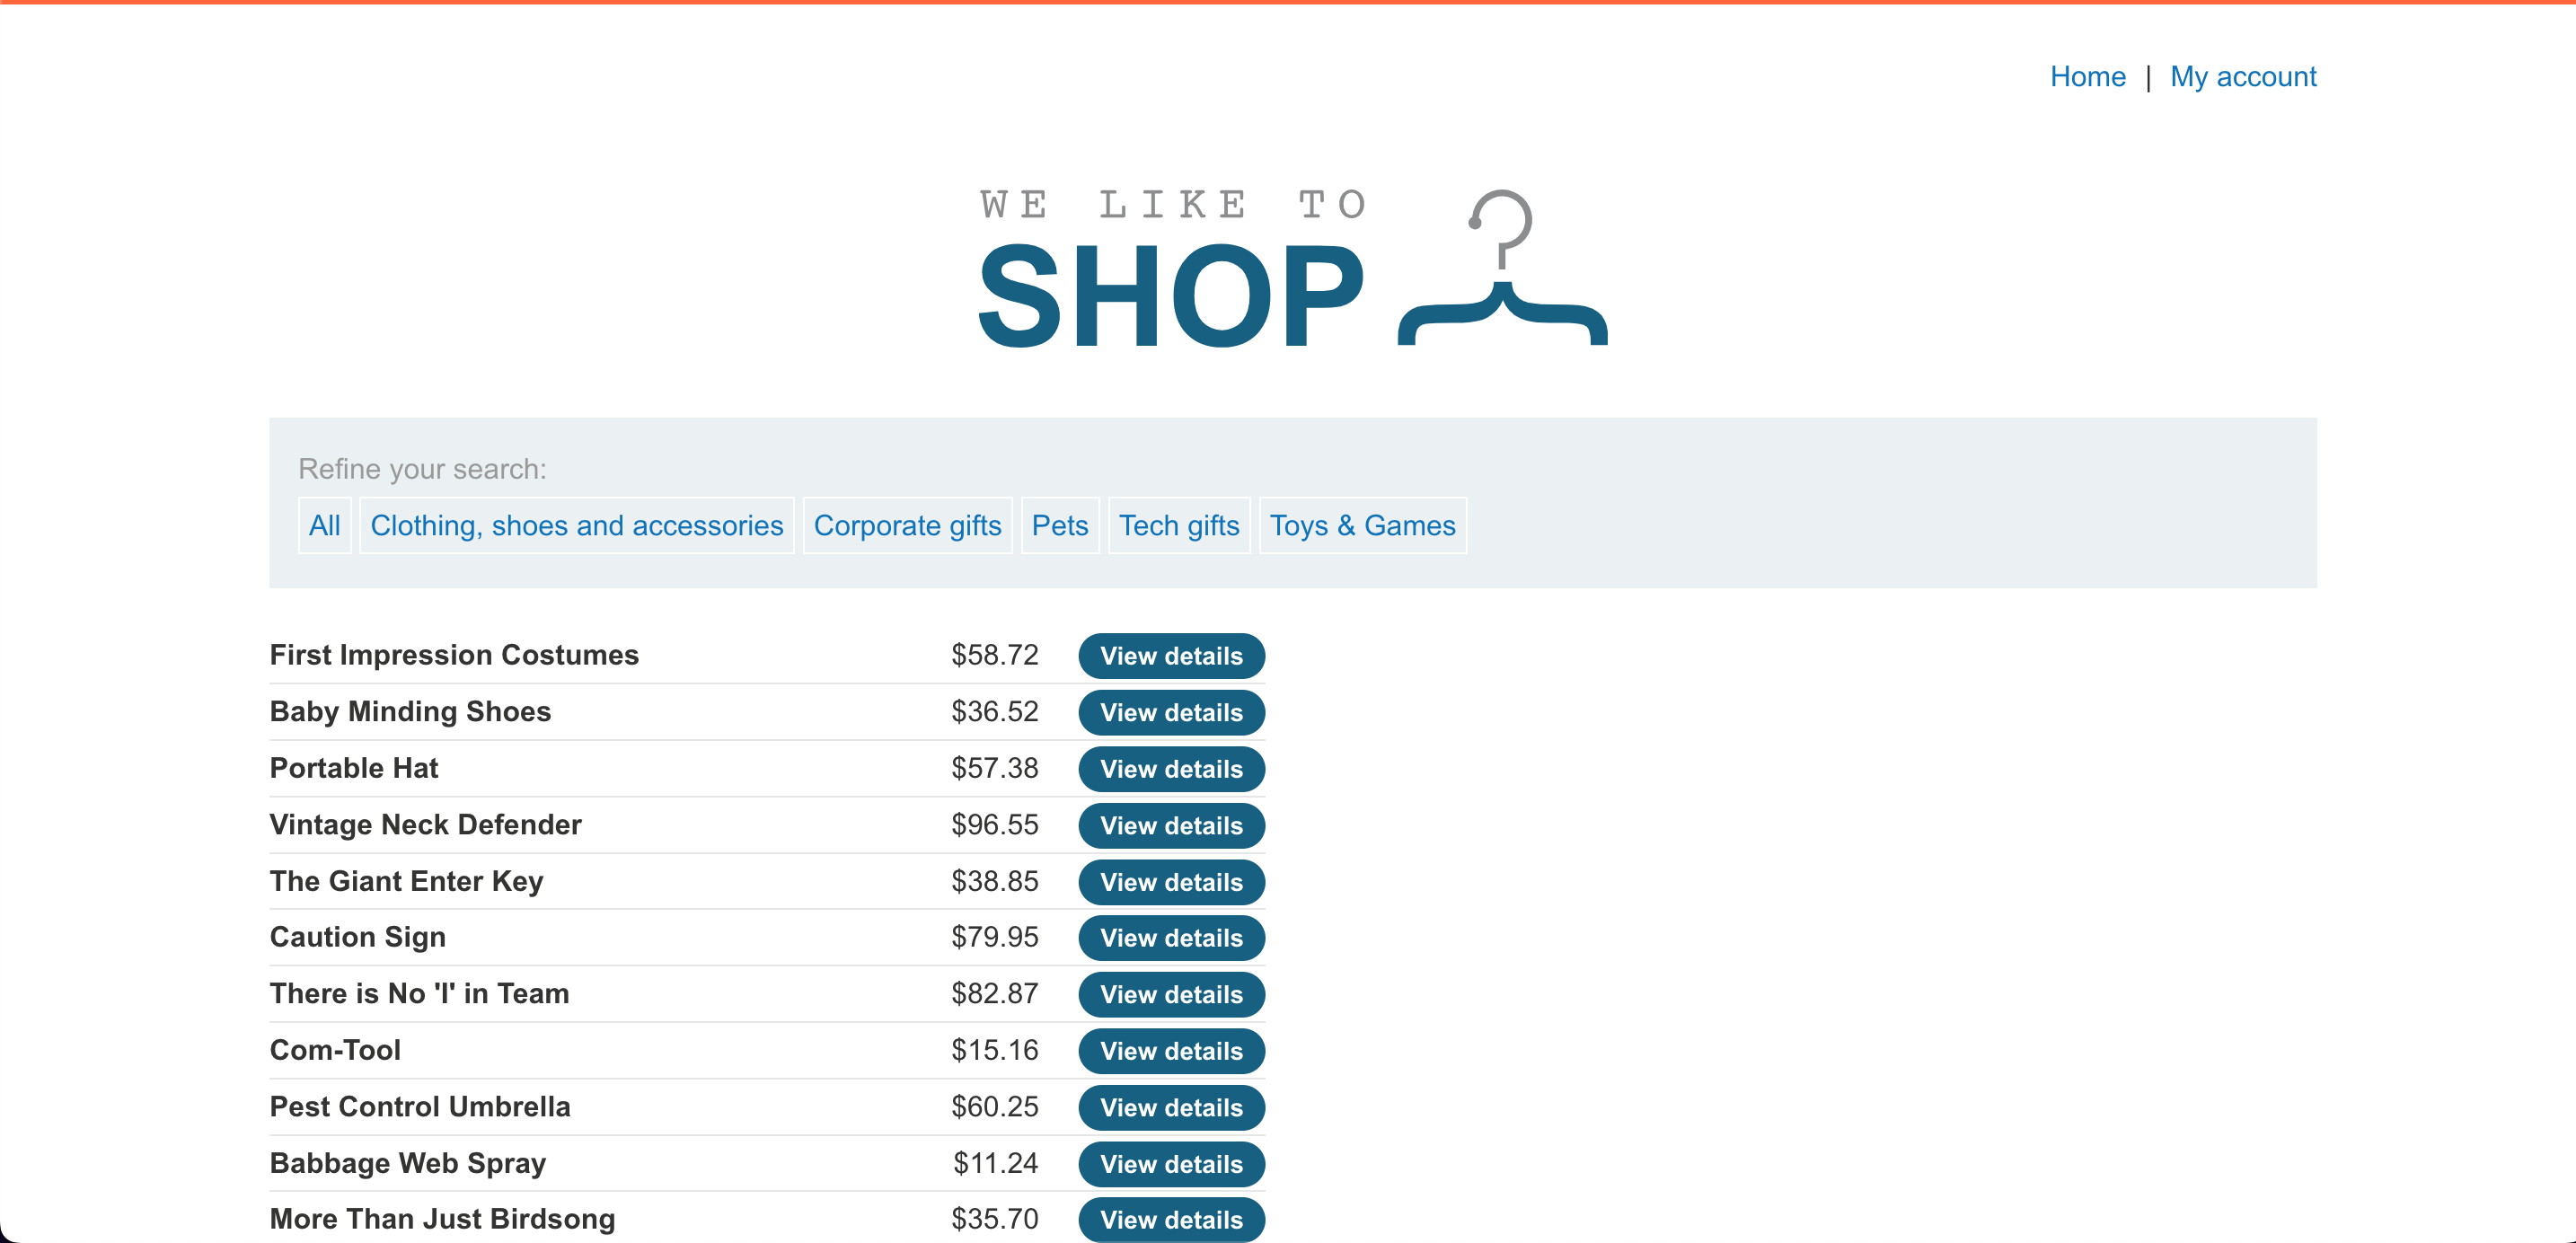 Home | My account
WE LIKE TO
SHOP
Refine your search:
All Clothing, shoes and accessories Corporate gifts Pets Tech gifts Toys & Games
First Impression Costumes $58.72 View details
Baby Minding Shoes $36.52 View details
Portable Hat $57.38 View details
Vintage Neck Defender $96.55 View details
The Giant Enter Key $38.85 View details
Caution Sign $79.95 View details
There is No 'I' in Team $82.87 View details
Com-Tool $15.16 View details
Pest Control Umbrella $60.25 View details
Babbage Web Spray $11.24 View details
More Than Just Birdsong $35.70 View details